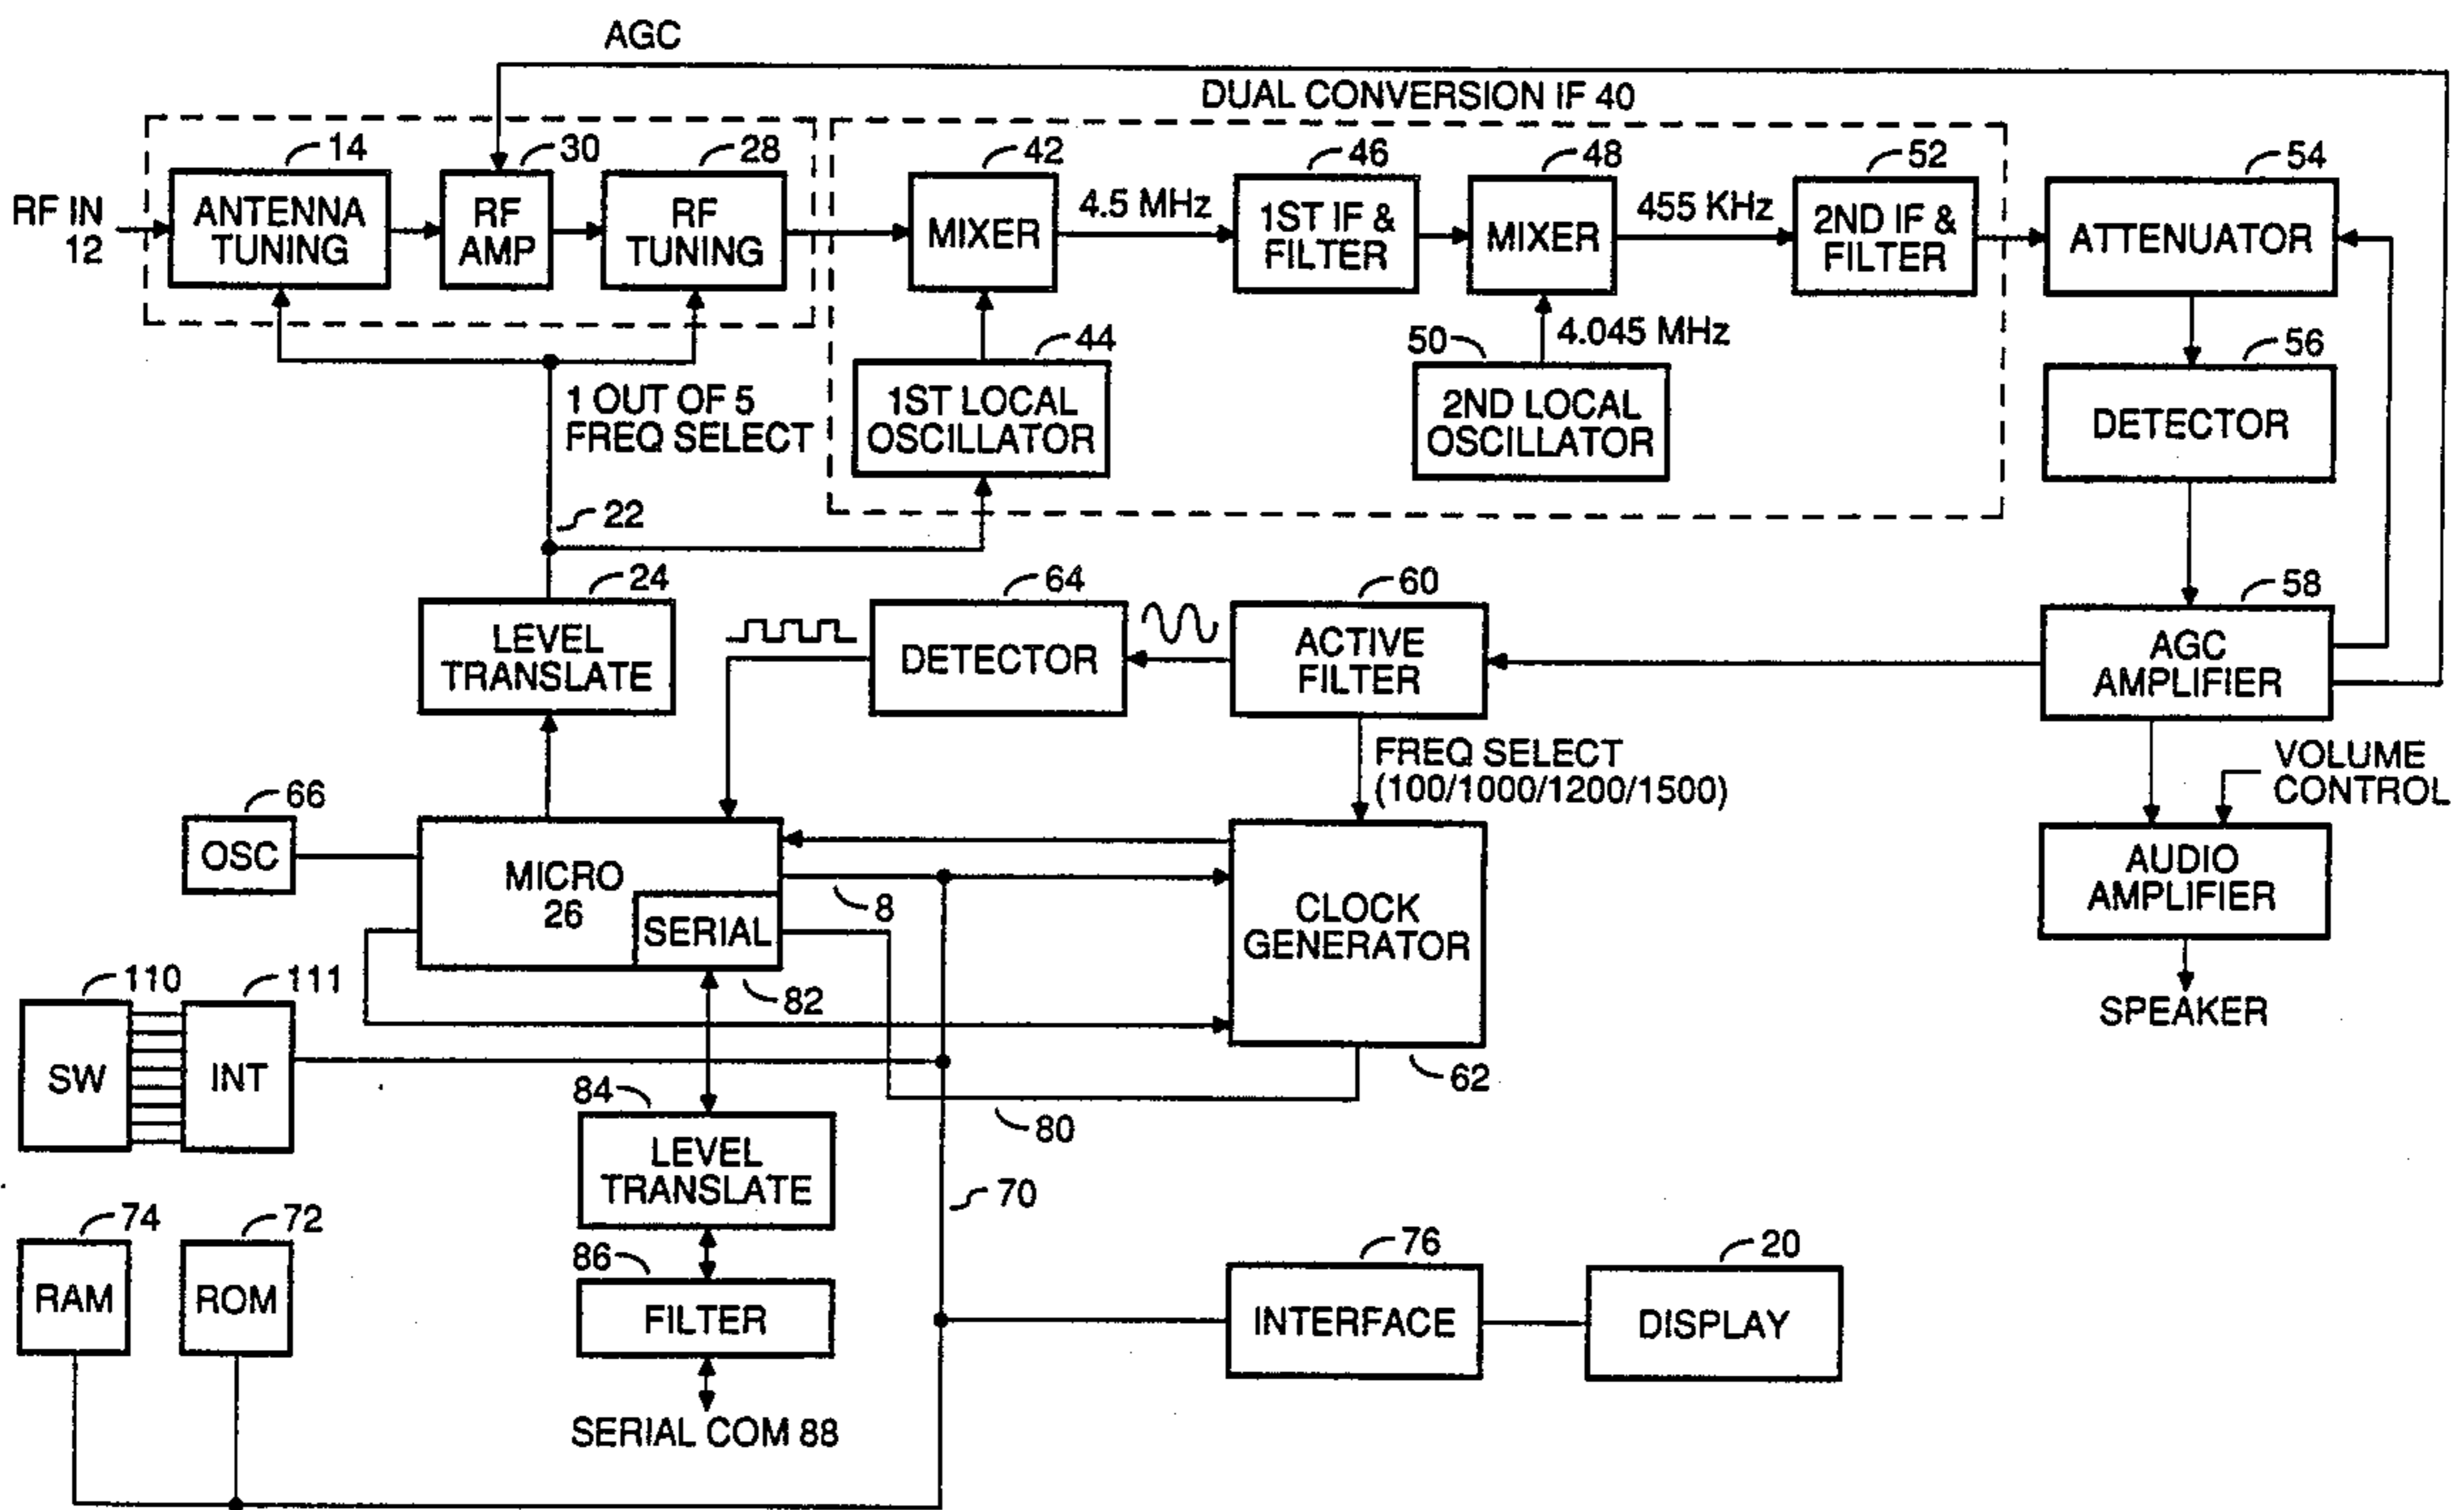 AGC
DUAL CONVERSION IF 40
14
30
28
42
46
48
52
54
RF IN
12
ANTENNA
TUNING
RF
AMP
RF
TUNING
MIXER
4.5 MHz
1ST IF &
FILTER
MIXER
455 KHz
2ND IF &
FILTER
ATTENUATOR
44
50
4.045 MHz
56
1 OUT OF 5
FREQ SELECT
1ST LOCAL
OSCILLATOR
2ND LOCAL
OSCILLATOR
DETECTOR
22
24
64
60
58
LEVEL
TRANSLATE
DETECTOR
ACTIVE
FILTER
AGC
AMPLIFIER
FREQ SELECT
(100/1000/1200/1500)
VOLUME
CONTROL
66
OSC
MICRO
26
SERIAL
8
CLOCK
GENERATOR
AUDIO
AMPLIFIER
110
111
82
SPEAKER
SW
INT
62
84
80
LEVEL
TRANSLATE
70
74
72
86
76
20
RAM
ROM
FILTER
INTERFACE
DISPLAY
SERIAL COM 88